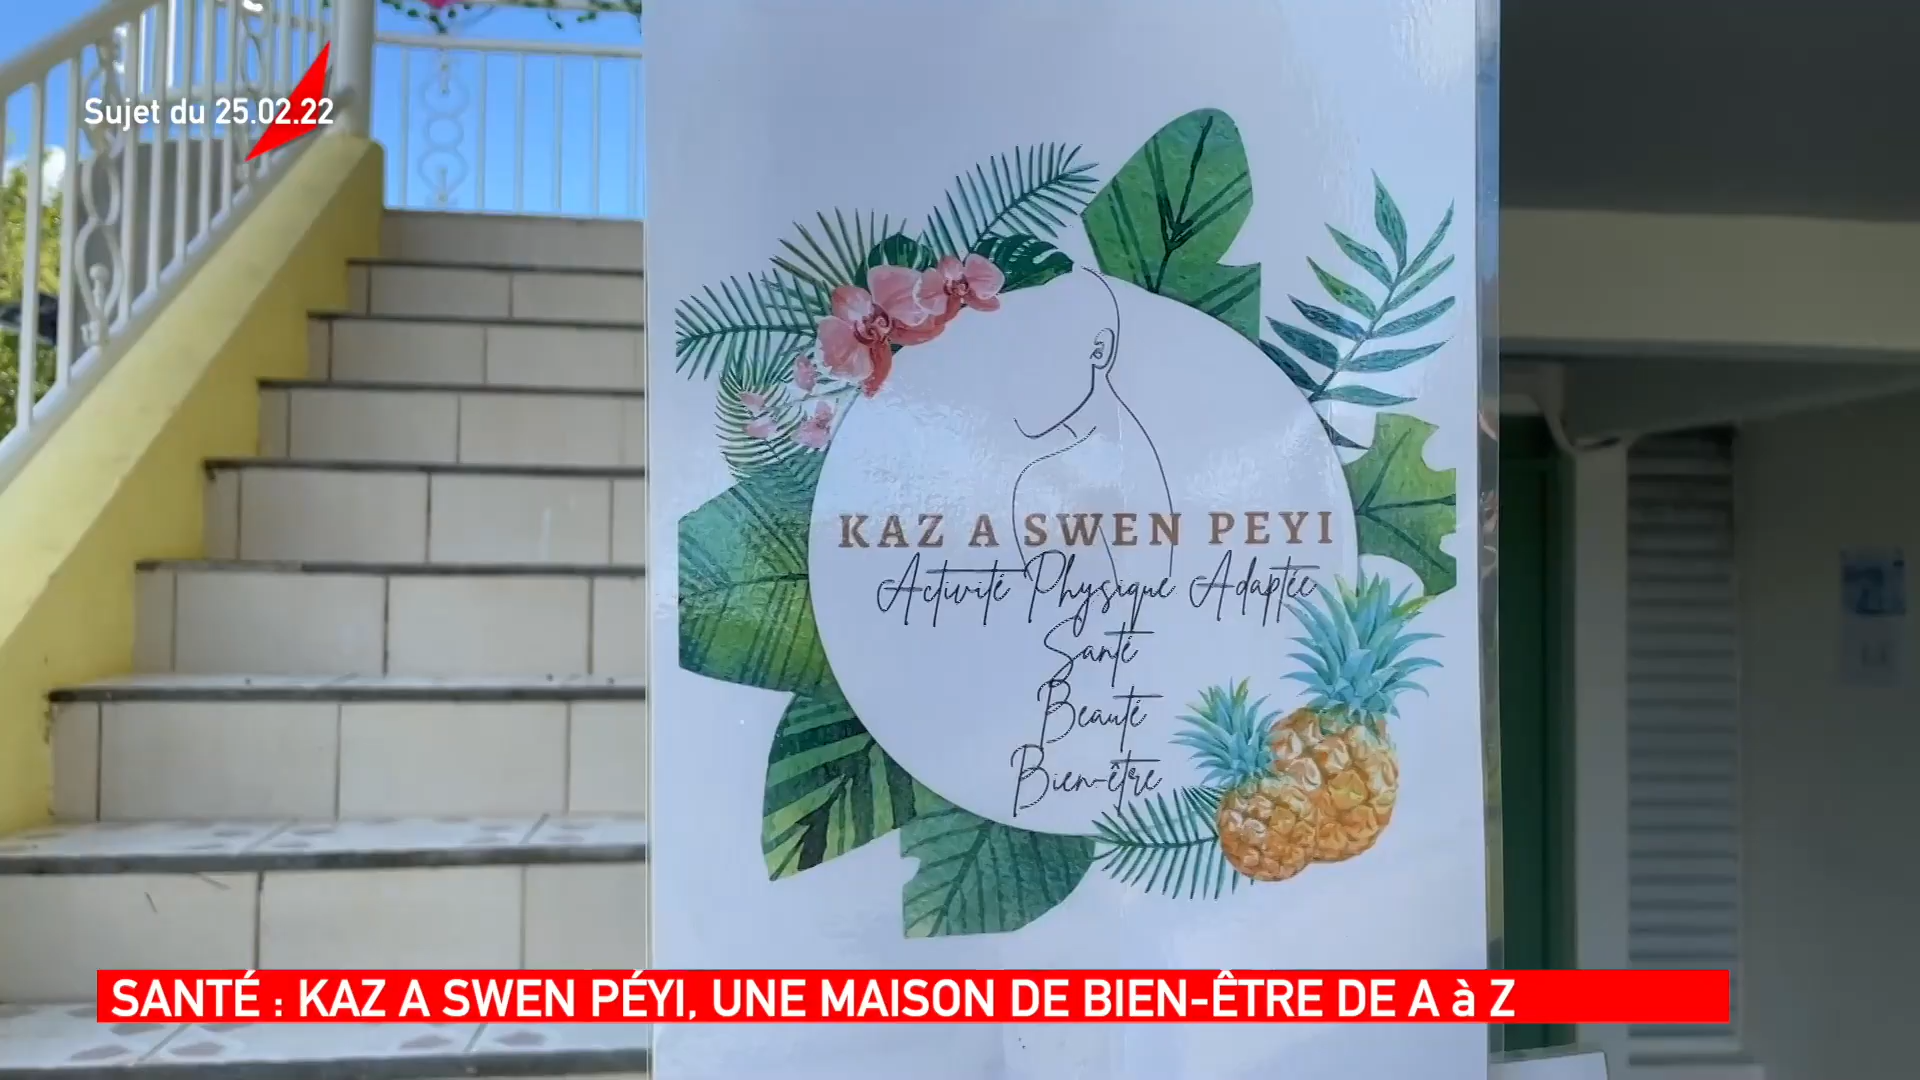 Sujet du 25.02.22
KAZ A SWEN PEYI
Activité Physique Adaptée
Santé
Beauté
Bien-être
SANTÉ : KAZ A SWEN PÉYI, UNE MAISON DE BIEN-ÊTRE DE A à Z